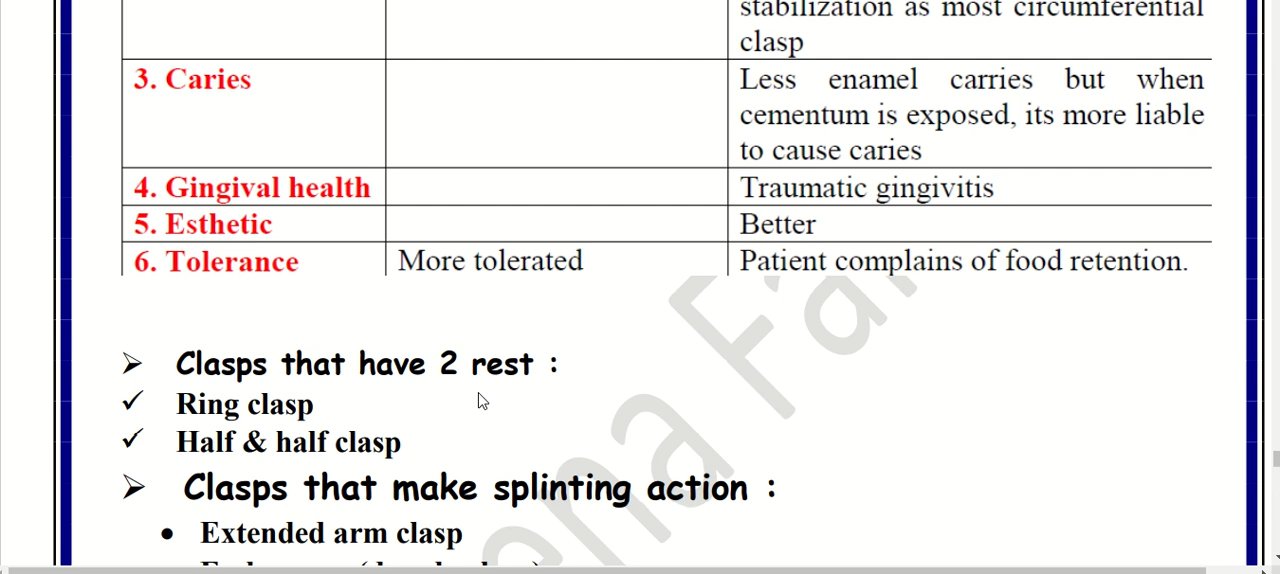 stabilization as most circumferential
clasp
3. Caries
Less enamel carries but when
cementum is exposed, its more liable
to cause caries
4. Gingival health
Traumatic gingivitis
5. Esthetic
Better
6. Tolerance
More tolerated
Patient complains of food retention.
Clasps that have 2 rest :
Ring clasp
Half & half clasp
Clasps that make splinting action :
Extended arm clasp